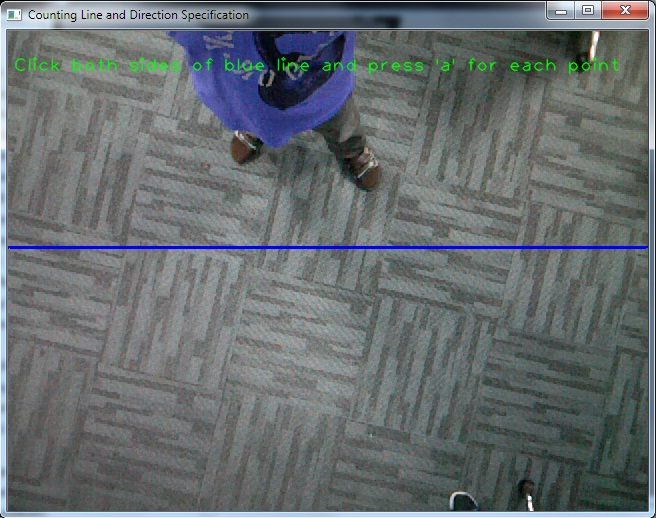 Counting Line and Direction Specification
Click both sides of blue line and press 'a' for each point